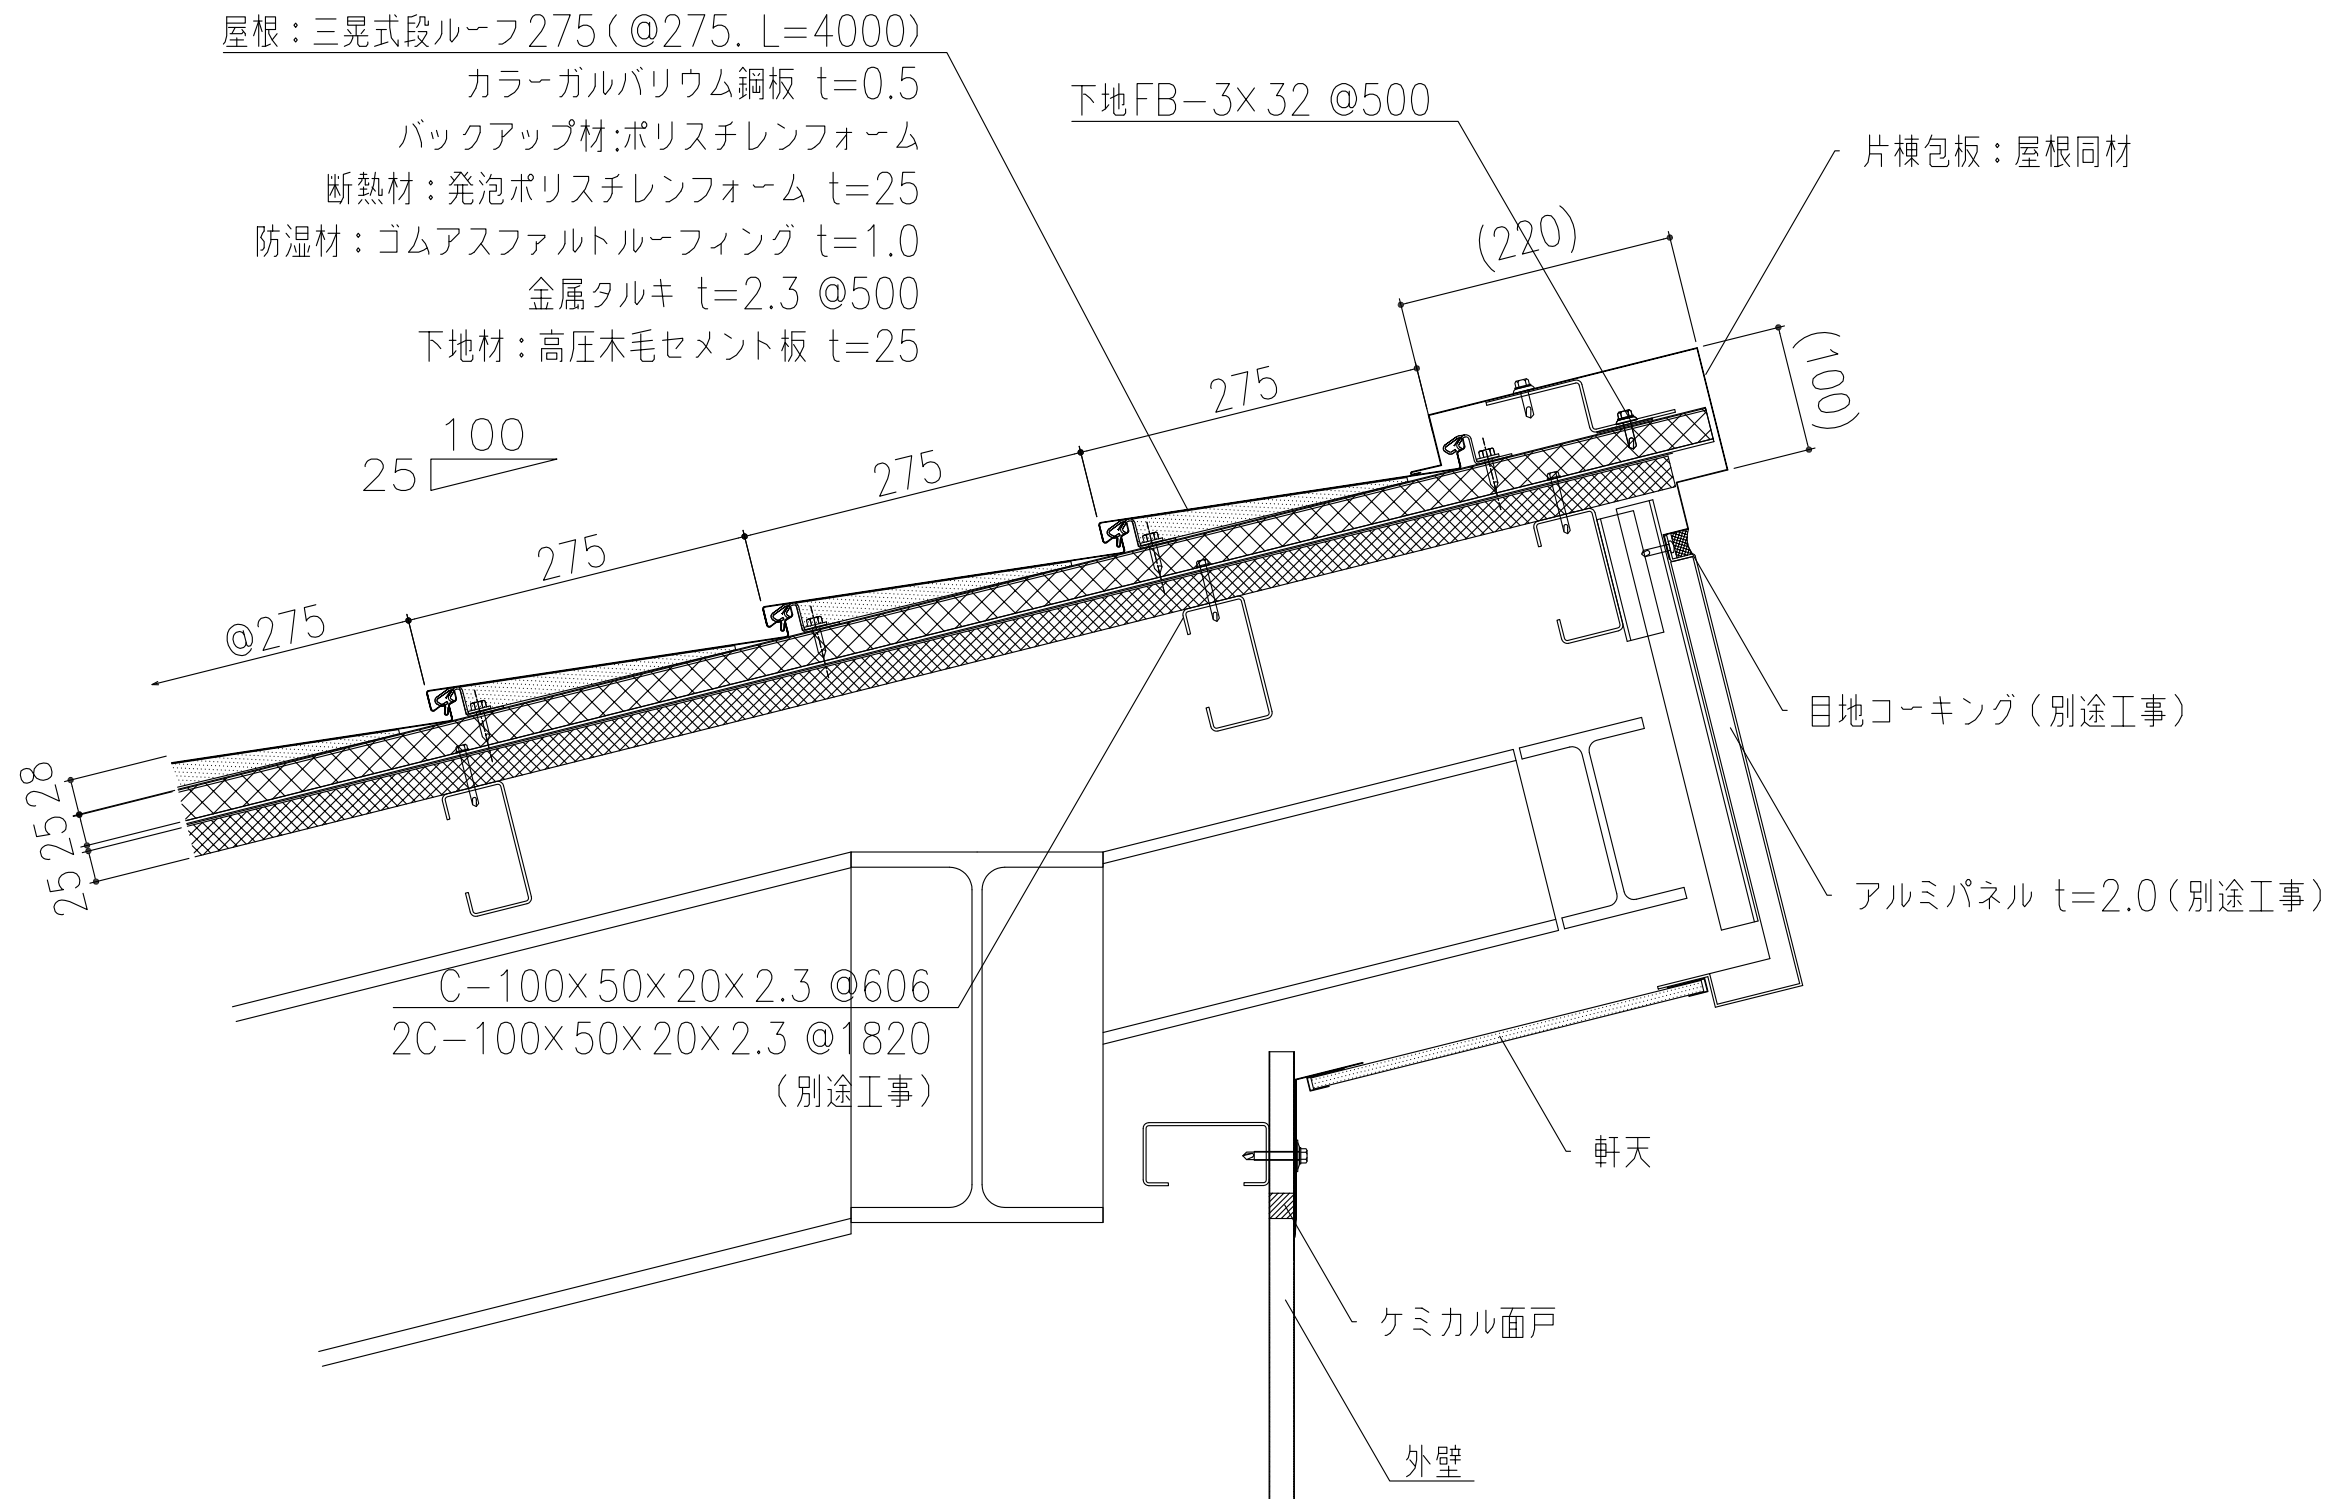 屋根：三晃式段ルーフ275(@275. L=4000)
カラーガルバリウム鋼板 t=0.5
バックアップ材:ポリスチレンフォーム
断熱材：発泡ポリスチレンフォーム t=25
防湿材：ゴムアスファルトルーフィング t=1.0
金属タルキ t=2.3 @500
下地材：高圧木毛セメント板 t=25
下地FB-3×32 @500
片棟包板：屋根同材
(220)
(100)
275
275
275
@275
100
25
28
25
25
25
目地コーキング(別途工事)
アルミパネル t=2.0(別途工事)
C-100×50×20×2.3 @606
2C-100×50×20×2.3 @1820
(別途工事)
軒天
ケミカル面戸
外壁